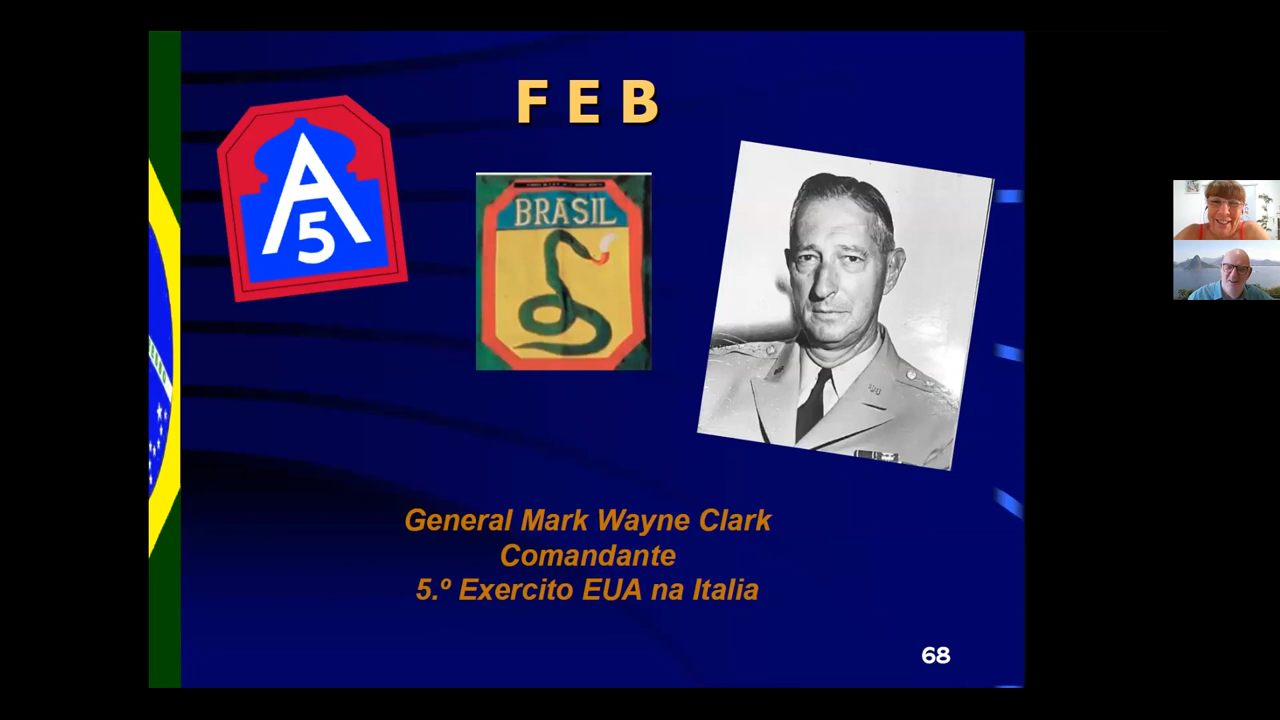 F E B
A
5
BRASIL
General Mark Wayne Clark
Comandante
5.º Exercito EUA na Italia
68